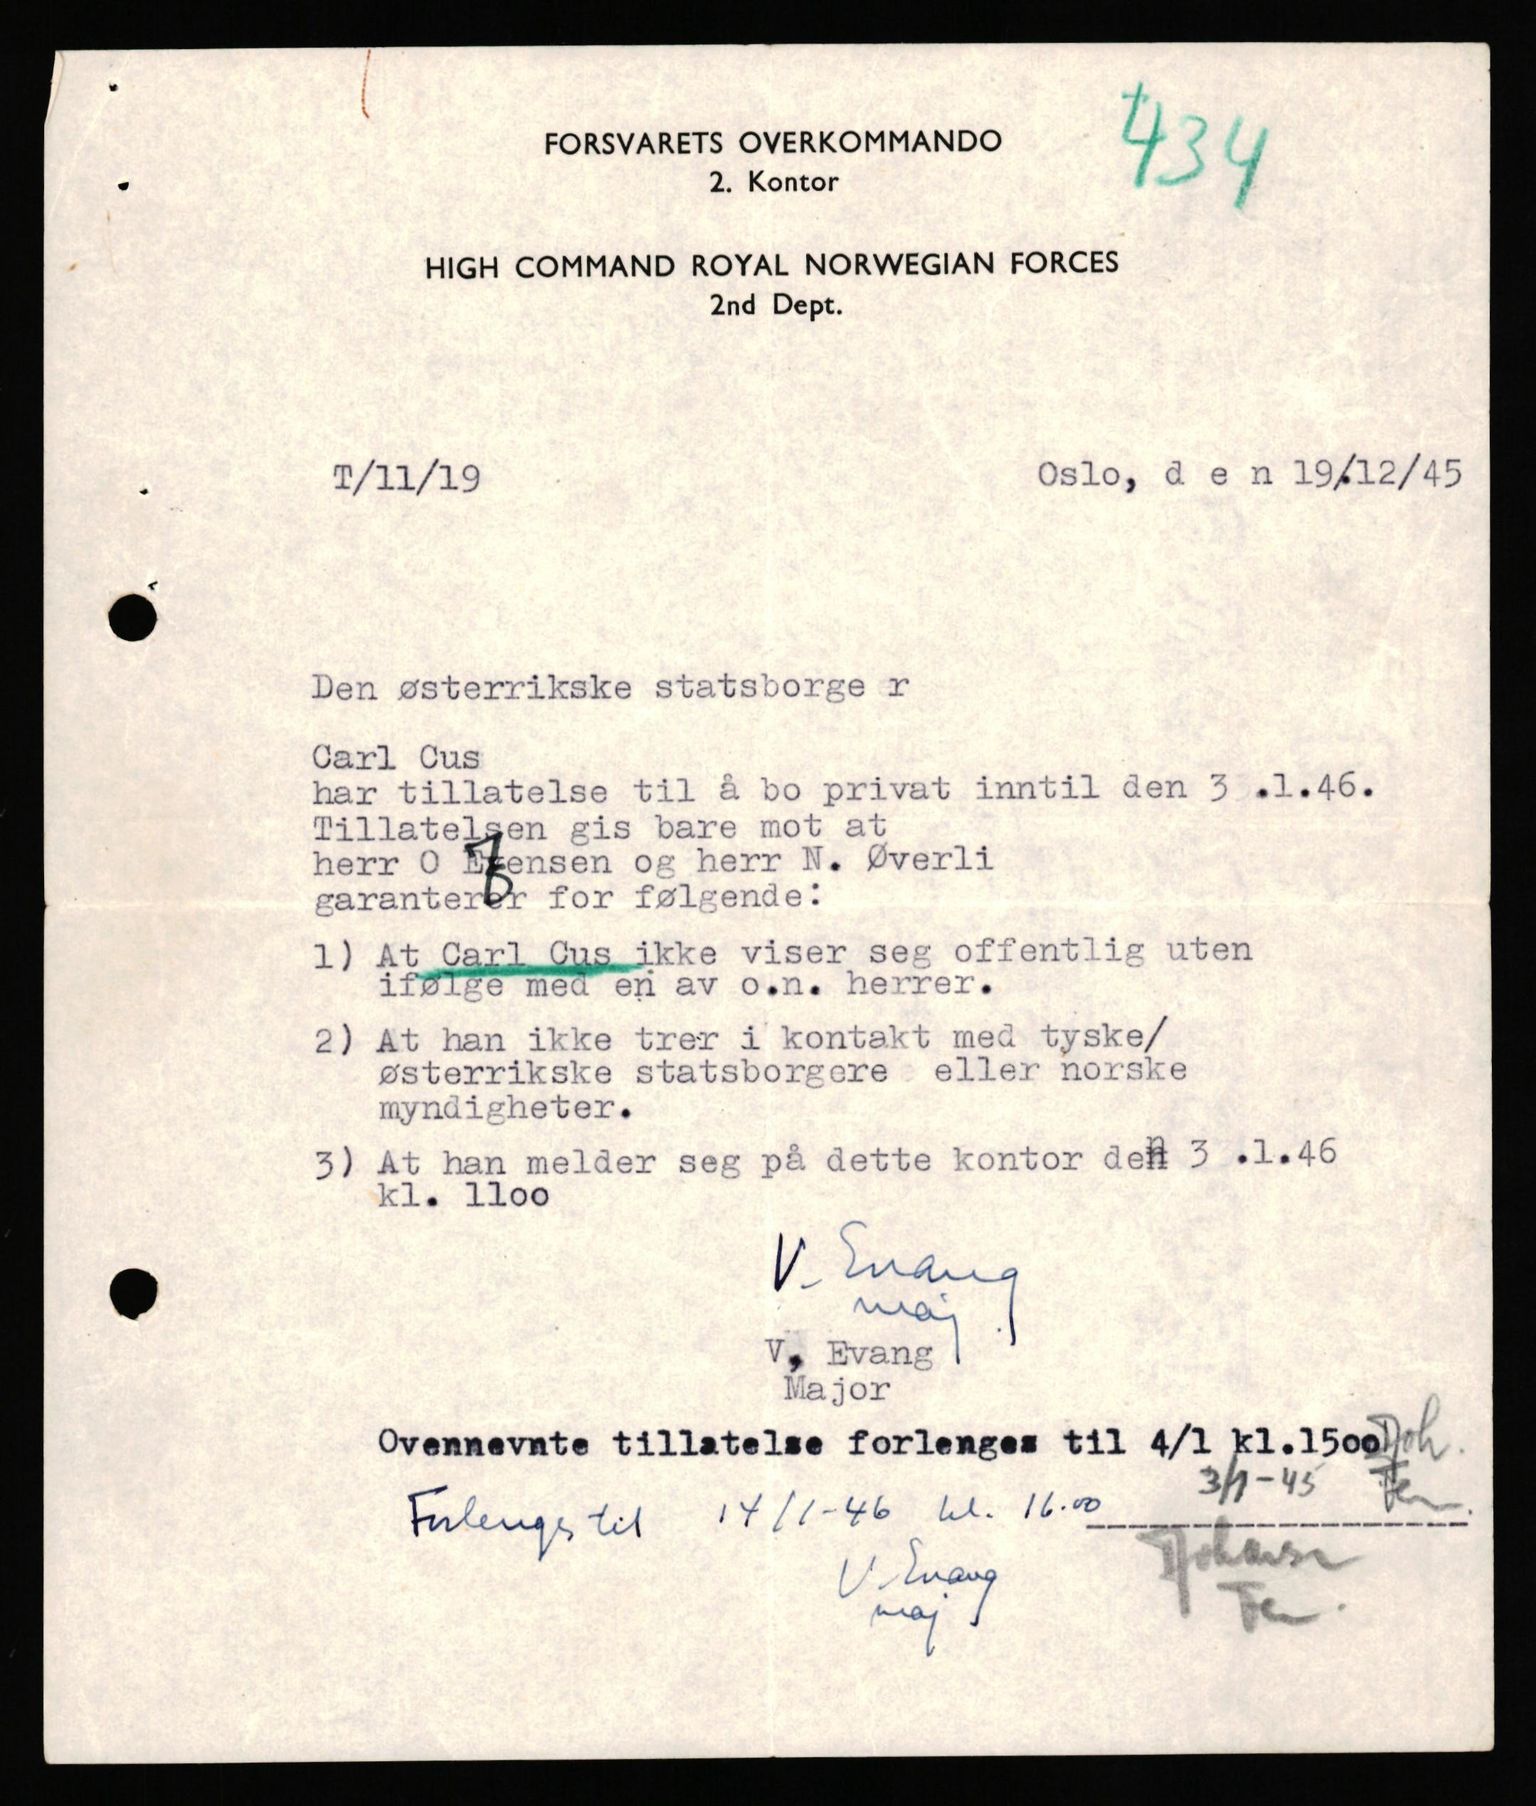 434
FORSVARETS OVERKOMMANDO
2. Kontor
HIGH COMMAND ROYAL NORWEGIAN FORCES
2nd Dept.
T/11/19
Oslo, d e n 19/.12/45
Den østerrikske statsborge r
Carl Cus
har tillatelse til å bo privat inntil den 3 .1.46.
Tillatelsen gis bare mot at
herr O Evensen og herr N. Øverli
garanterer for følgende:
1) At Carl Cus ikke viser seg offentlig uten
ifølge med en av o.n. herrer.
2) At han ikke trer i kontakt med tyske/
østerrikske statsborgere eller norske
myndigheter.
3) At han melder seg på dette kontor den 3 .1.46
kl. 11oo
V. Evang
maj
V, Evang
Major
Ovennevnte tillatelse forlenges til 4/1 kl.15oo
3/1-45
Forlenges til 14/1-46 kl. 16.00
V. Evang
maj